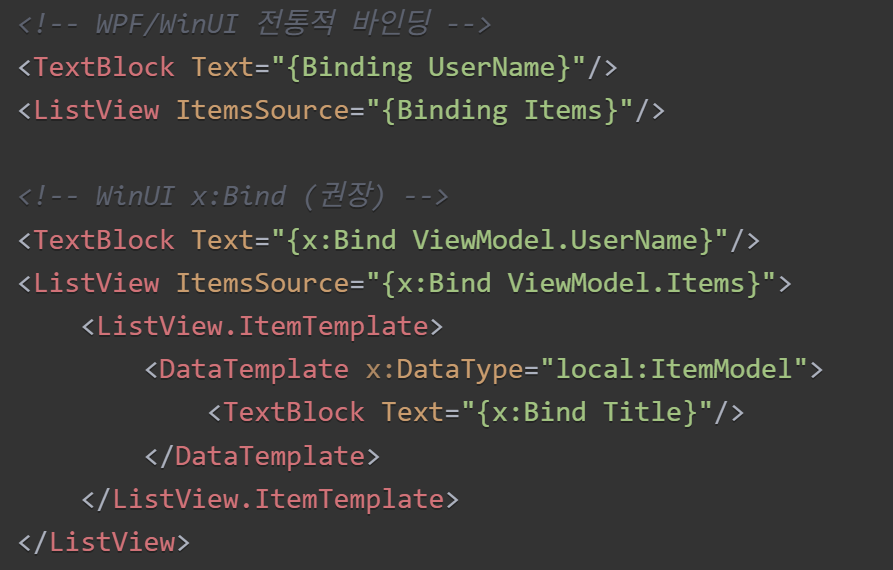 <!-- WPF/WinUI 전통적 바인딩 -->
<TextBlock Text="{Binding UserName}"/>
<ListView ItemsSource="{Binding Items}"/>
<!-- WinUI x:Bind (권장) -->
<TextBlock Text="{x:Bind ViewModel.UserName}"/>
<ListView ItemsSource="{x:Bind ViewModel.Items}">
    <ListView.ItemTemplate>
        <DataTemplate x:DataType="local:ItemModel">
            <TextBlock Text="{x:Bind Title}"/>
        </DataTemplate>
    </ListView.ItemTemplate>
</ListView>